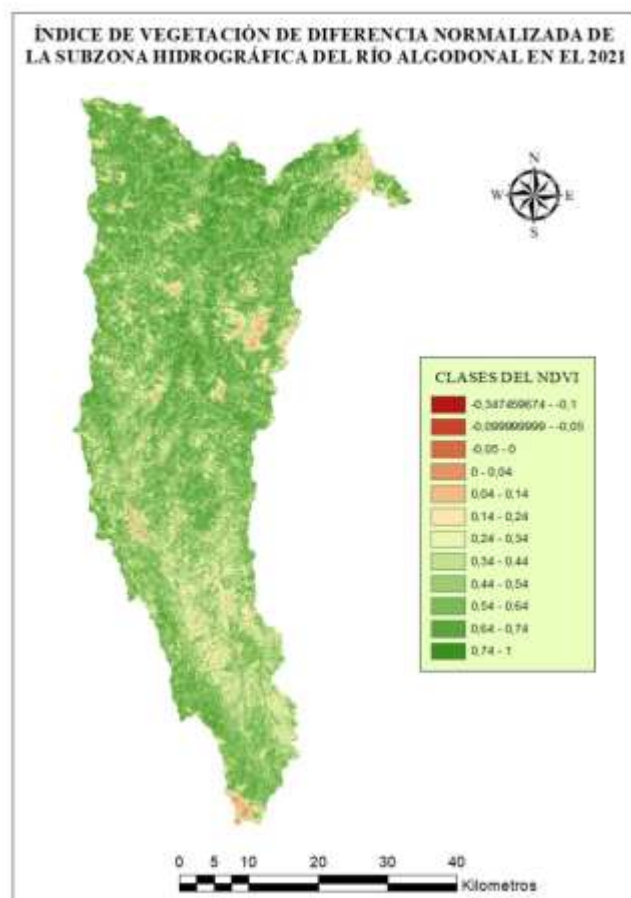 ÍNDICE DE VEGETACIÓN DE DIFERENCIA NORMALIZADA DE
LA SUBZONA HIDROGRÁFICA DEL RÍO ALGODONAL EN EL 2021
N
W E
S
CLASES DEL NDVI
-0,347459674 - -0,1
-0,099999999 - -0,05
-0,05 - 0
0 - 0,04
0,04 - 0,14
0,14 - 0,24
0,24 - 0,34
0,34 - 0,44
0,44 - 0,54
0,54 - 0,64
0,64 - 0,74
0,74 - 1
0 5 10 20 30 40
Kilometros